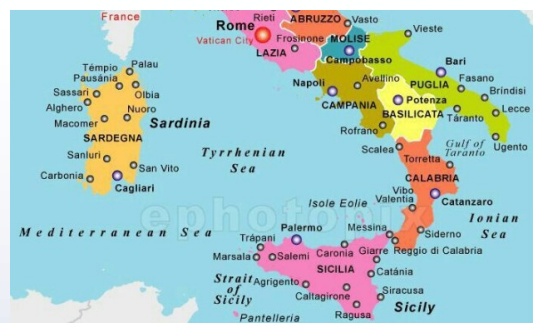 France
Rieti
ABRUZZO
Vasto
Rome
Vatican City
Frosinone
MOLISE
Vieste
LAZIA
Campobasso
Bari
Témpio
Pausánia
Palau
Sassari
Olbia
Alghero
Nuoro
Macomer
Sardinia
SARDEGNA
Sanluri
San Vito
Carbonia
Cagliari
Napoli
Avellino
CAMPANIA
PUGLIA
Fasano
Brindisi
Potenza
BASILICATA
Táranto
Lecce
Rofrano
Ugento
Scalea
Gulf of
Taranto
Torretta
Tyrrhenian
Sea
CALABRIA
Catanzaro
Isole Eolie
Vibo
Valentia
Ionian
Sea
ephotopix
Mediterranean Sea
Palermo
Messina
Siderno
Reggio di Calabria
Trápani
Marsala
Salemi
Caronia
Giarre
SICILIA
Catánia
Strait
of
Sicily
Agrigento
Caltagirone
Siracusa
Ragusa
Sicily
Pantelleria